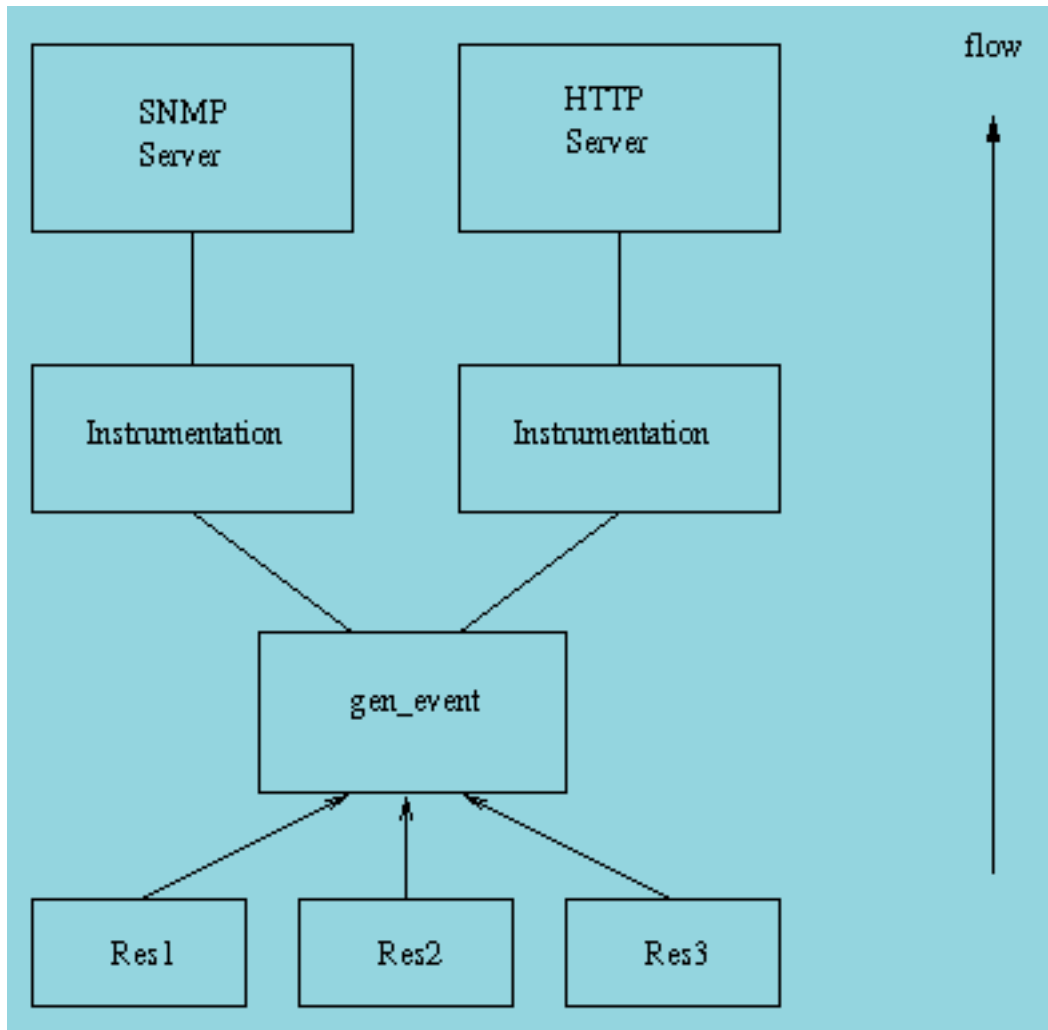 flow
SNMP
Server
HTTP
Server
Instrumentation
Instrumentation
gen_event
Res1
Res2
Res3